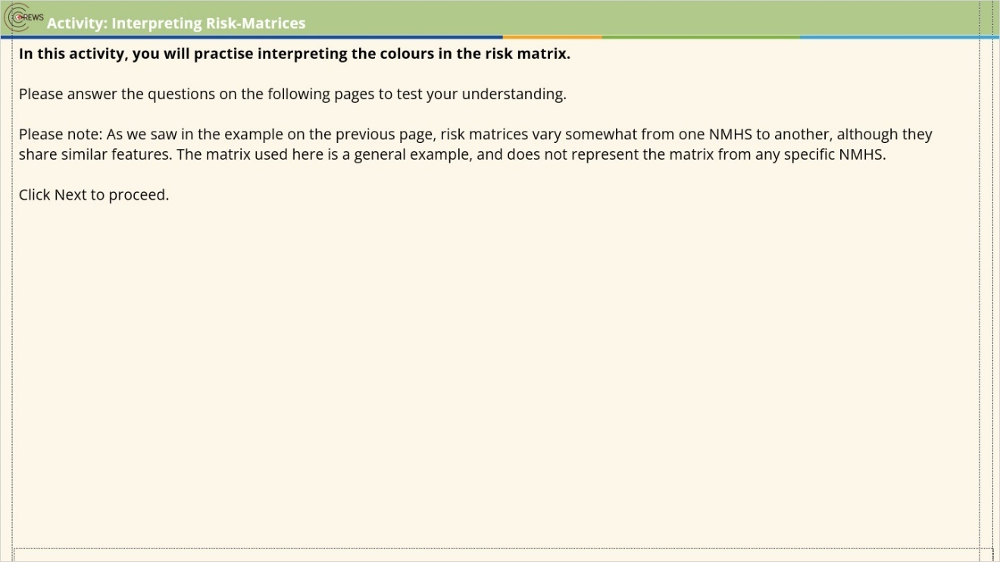 CREWS
Activity: Interpreting Risk-Matrices
In this activity, you will practise interpreting the colours in the risk matrix.
Please answer the questions on the following pages to test your understanding.
Please note: As we saw in the example on the previous page, risk matrices vary somewhat from one NMHS to another, although they
share similar features. The matrix used here is a general example, and does not represent the matrix from any specific NMHS.
Click Next to proceed.